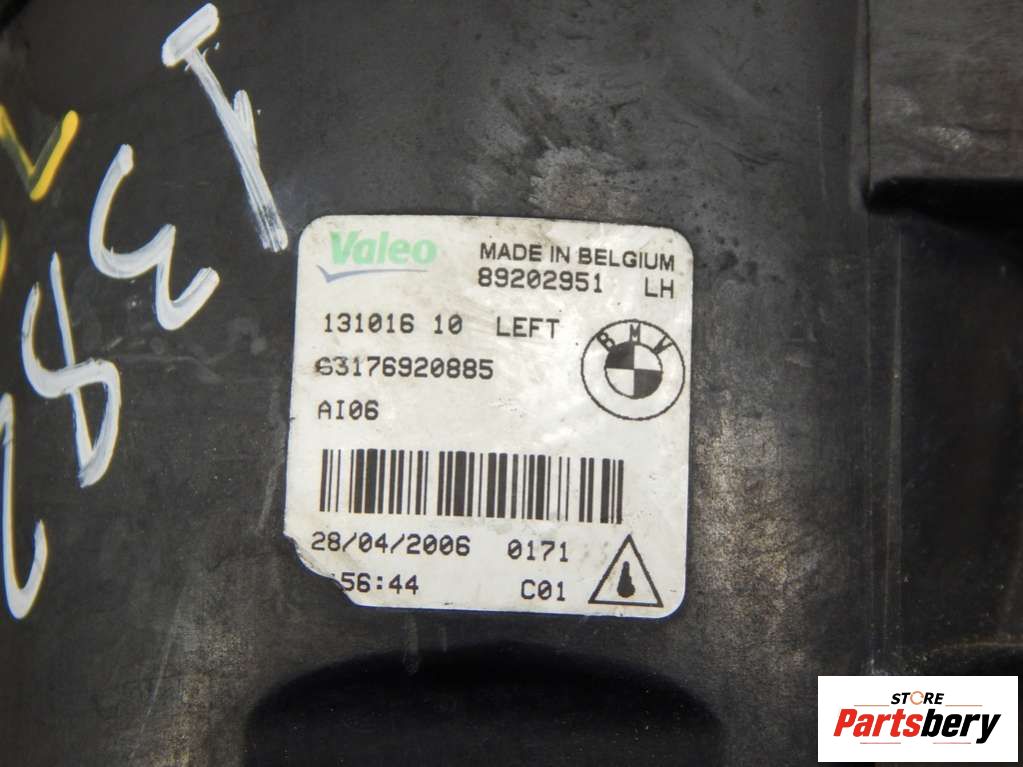 Valeo MADE IN BELGIUM
89202951 LH
131016 10 LEFT
BMW
63176920885
AI06
28/04/2006 0171
56:44 C01
STORE
Partsbery